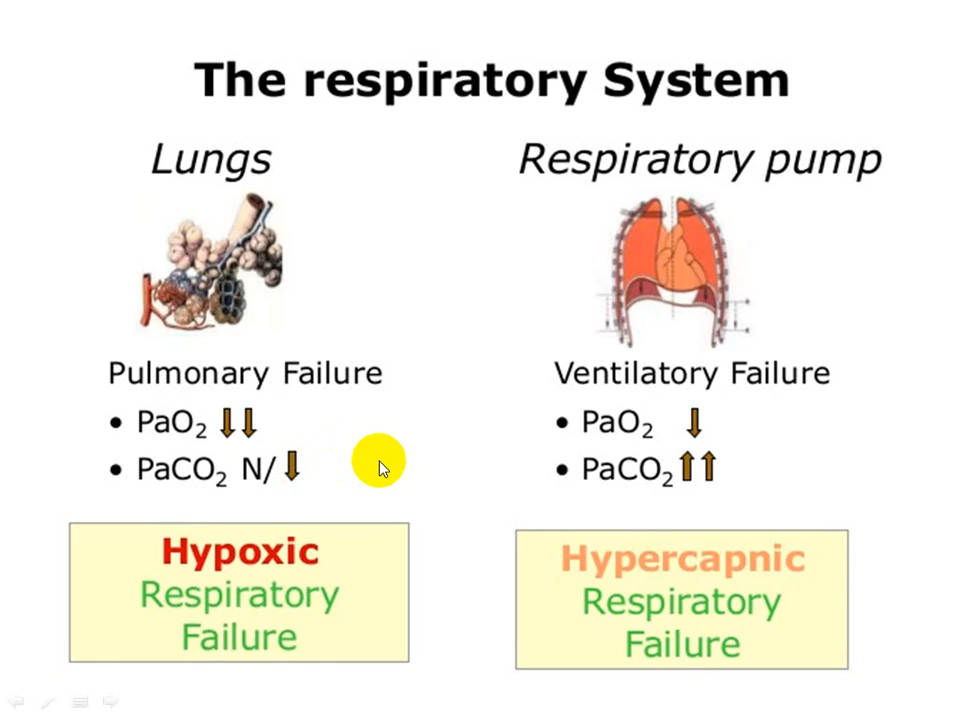 The respiratory System
Lungs
Pulmonary Failure
• PaO₂ ↓↓
• PaCO₂ N/↓
Hypoxic
Respiratory
Failure
Respiratory pump
Ventilatory Failure
• PaO₂ ↓
• PaCO₂ ↑↑
Hypercapnic
Respiratory
Failure